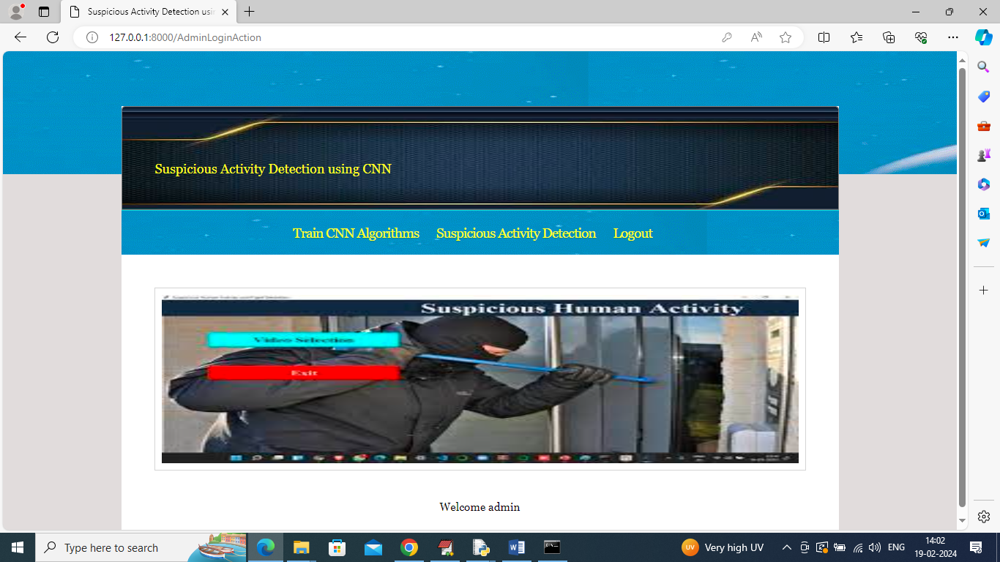 Suspicious Activity Detection usin
127.0.0.1:8000/AdminLoginAction
Suspicious Activity Detection using CNN
Train CNN Algorithms Suspicious Activity Detection Logout
Suspicious Human Activity
Video Selection
Exit
Welcome admin
Type here to search
UV Very high UV
ENG
14:02
19-02-2024